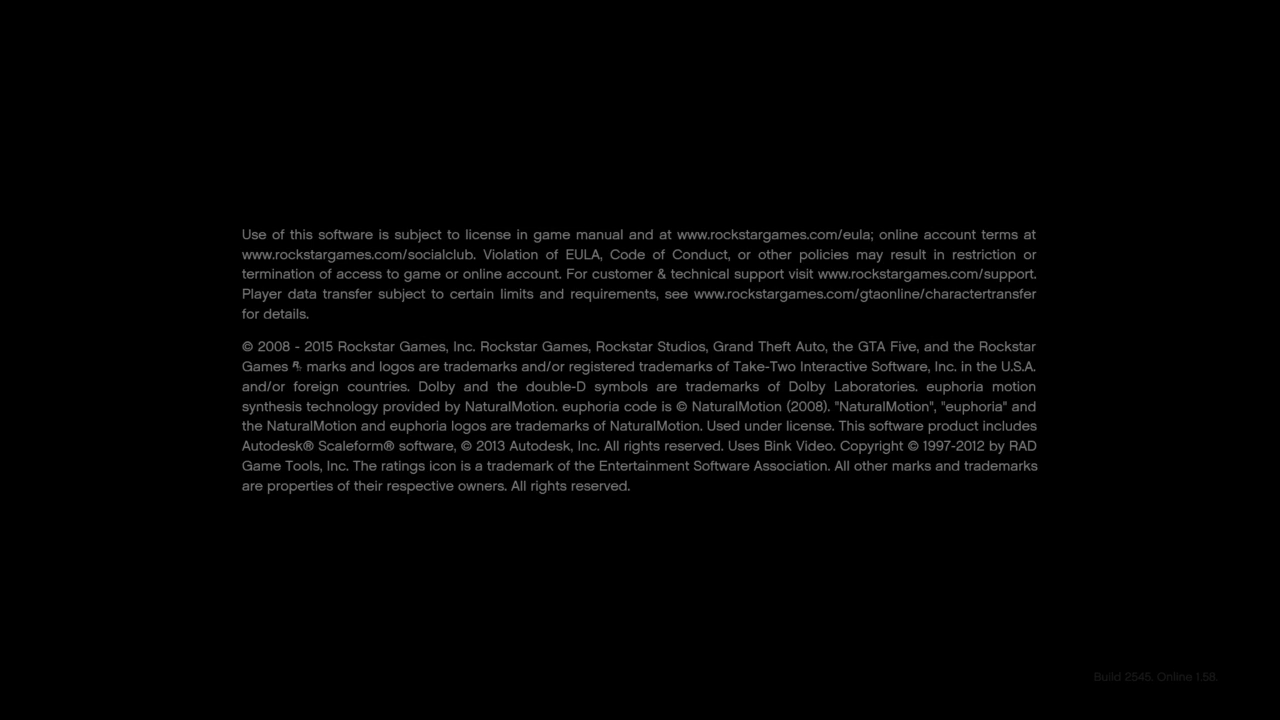 Use of this software is subject to license in game manual and at www.rockstargames.com/eula; online account terms at
www.rockstargames.com/socialclub. Violation of EULA, Code of Conduct, or other policies may result in restriction or
termination of access to game or online account. For customer & technical support visit www.rockstargames.com/support.
Player data transfer subject to certain limits and requirements, see www.rockstargames.com/gtaonline/charactertransfer
for details.
© 2008 - 2015 Rockstar Games, Inc. Rockstar Games, Rockstar Studios, Grand Theft Auto, the GTA Five, and the Rockstar
Games R* marks and logos are trademarks and/or registered trademarks of Take-Two Interactive Software, Inc. in the U.S.A.
and/or foreign countries. Dolby and the double-D symbols are trademarks of Dolby Laboratories. euphoria motion
synthesis technology provided by NaturalMotion. euphoria code is © NaturalMotion (2008). "NaturalMotion", "euphoria" and
the NaturalMotion and euphoria logos are trademarks of NaturalMotion. Used under license. This software product includes
Autodesk® Scaleform® software, © 2013 Autodesk, Inc. All rights reserved. Uses Bink Video. Copyright © 1997-2012 by RAD
Game Tools, Inc. The ratings icon is a trademark of the Entertainment Software Association. All other marks and trademarks
are properties of their respective owners. All rights reserved.
Build 2545. Online 1.58.